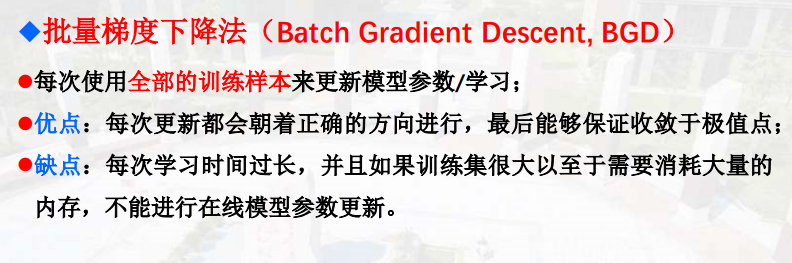 ◆批量梯度下降法（Batch Gradient Descent, BGD）
●每次使用全部的训练样本来更新模型参数/学习；
●优点：每次更新都会朝着正确的方向进行，最后能够保证收敛于极值点；
●缺点：每次学习时间过长，并且如果训练集很大以至于需要消耗大量的
内存，不能进行在线模型参数更新。